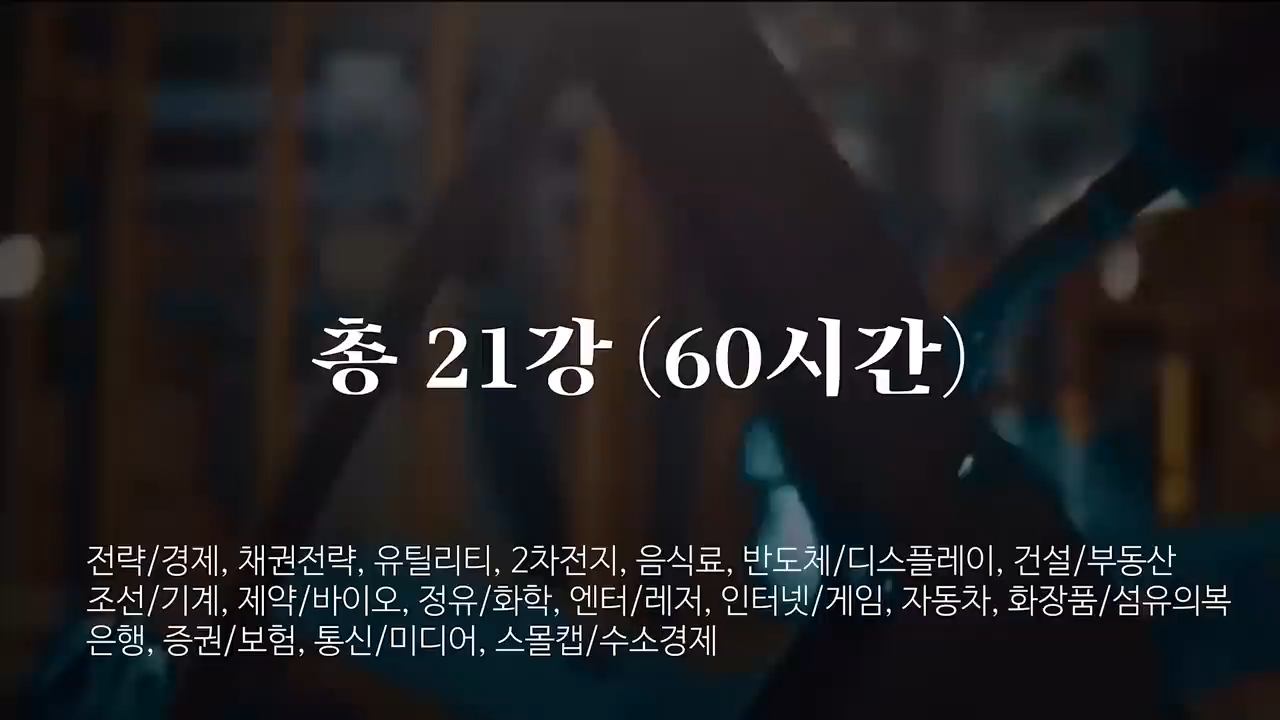 총 21강 (60시간)
전략/경제, 채권전략, 유틸리티, 2차전지, 음식료, 반도체/디스플레이, 건설/부동산
조선/기계, 제약/바이오, 정유/화학, 엔터/레저, 인터넷/게임, 자동차, 화장품/섬유의복
은행, 증권/보험, 통신/미디어, 스몰캡/수소경제